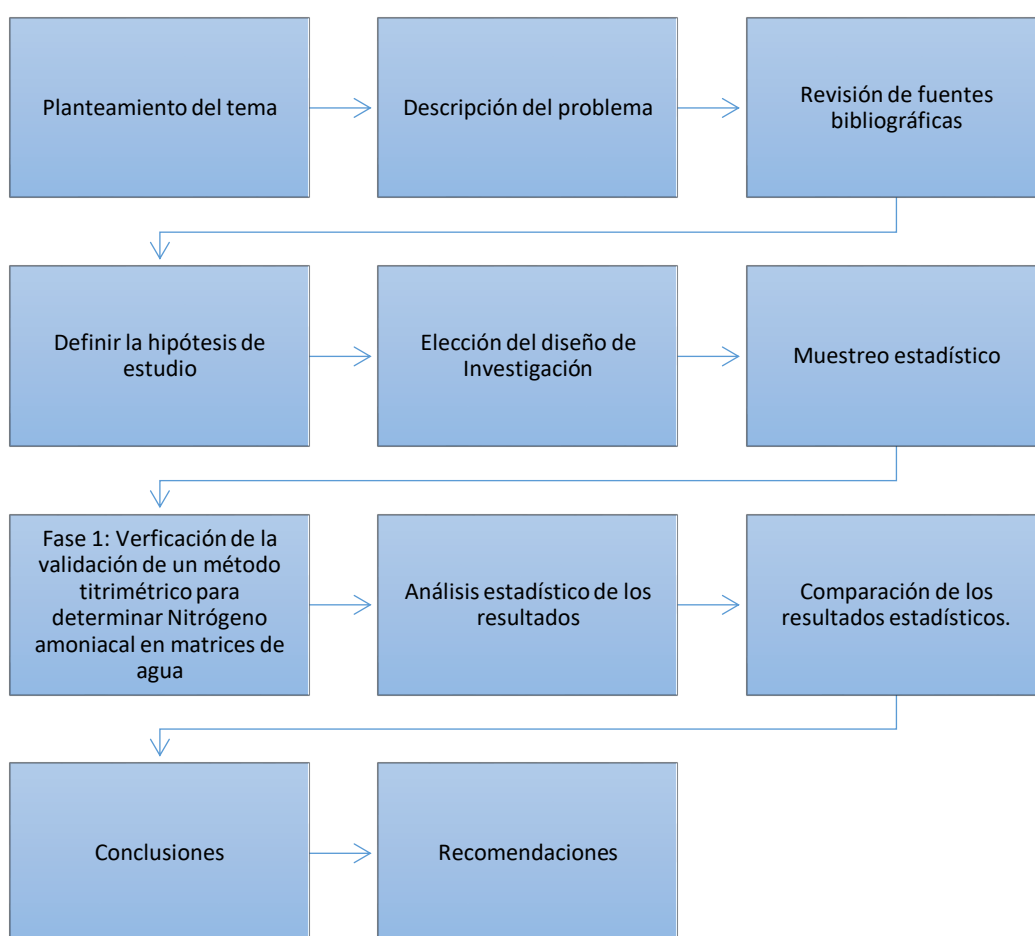 Planteamiento del tema
Descripción del problema
Revisión de fuentes
bibliográficas
Definir la hipótesis de
estudio
Elección del diseño de
Investigación
Muestreo estadístico
Fase 1: Verficación de la
validación de un método
titrimétrico para
determinar Nitrógeno
amoniacal en matrices de
agua
Análisis estadístico de los
resultados
Comparación de los
resultados estadísticos.
Conclusiones
Recomendaciones